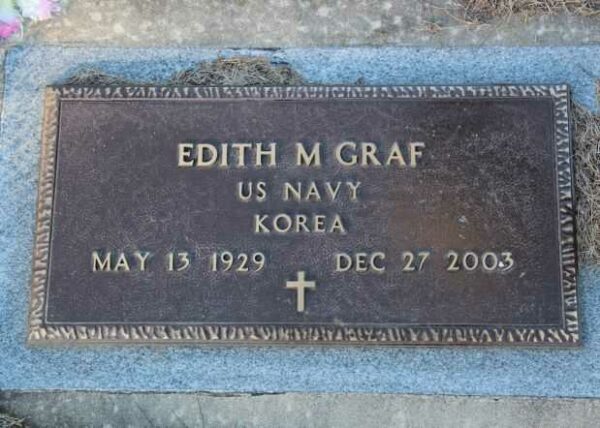 EDITH M GRAF
US NAVY
KOREA
MAY 13 1929 DEC 27 2003